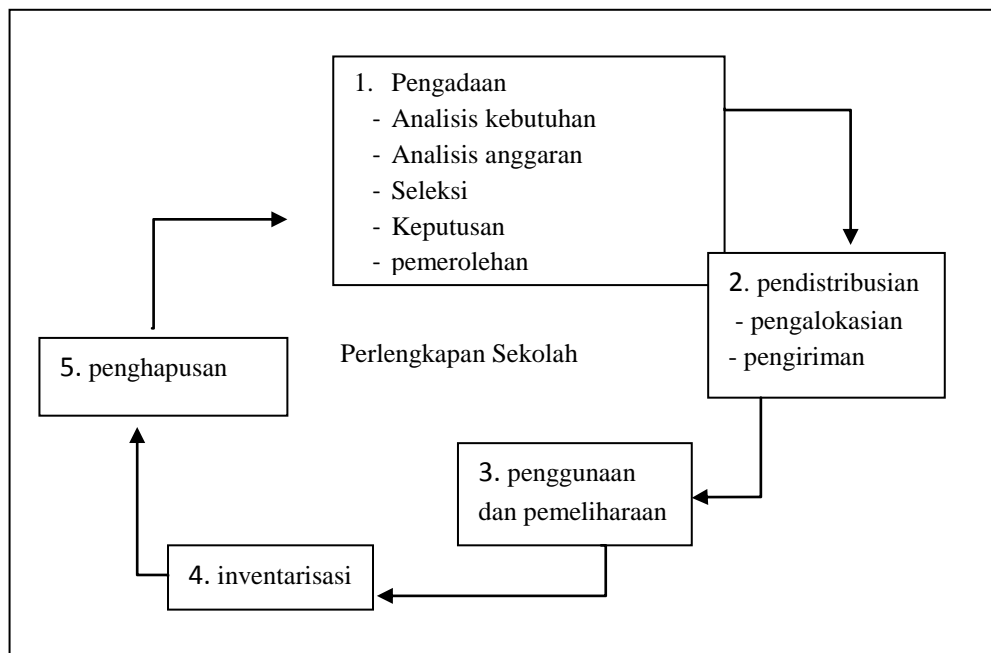 1. Pengadaan
- Analisis kebutuhan
- Analisis anggaran
- Seleksi
- Keputusan
- pemerolehan
2. pendistribusian
- pengalokasian
- pengiriman
Perlengkapan Sekolah
3. penggunaan
dan pemeliharaan
4. inventarisasi
5. penghapusan